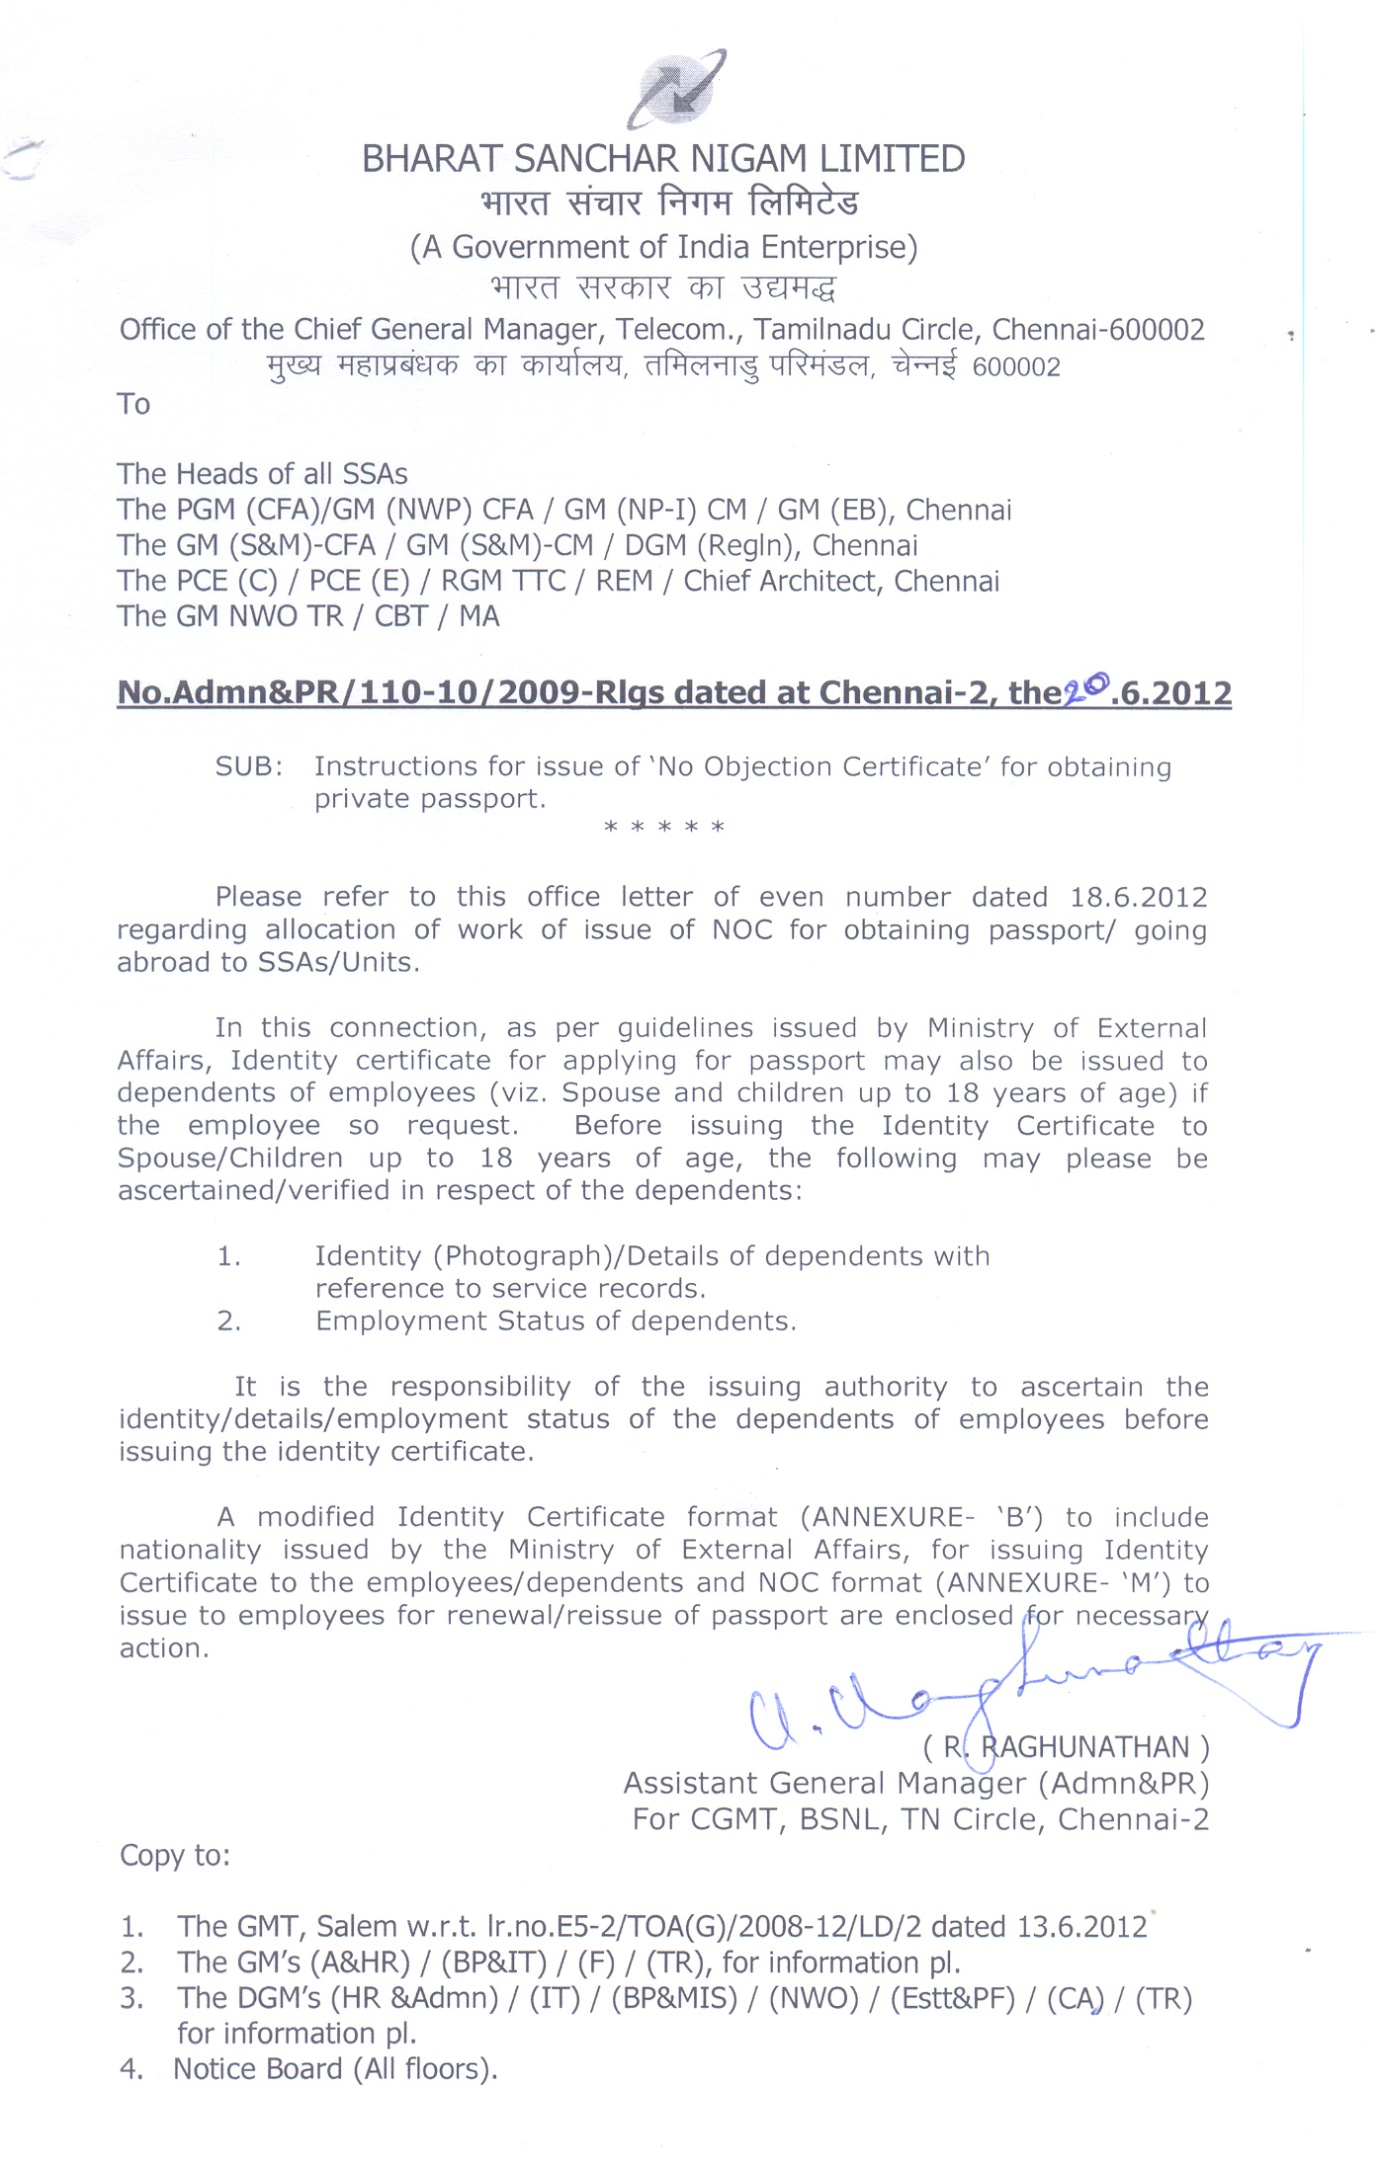 BHARAT SANCHAR NIGAM LIMITED
भारत संचार निगम लिमिटेड
(A Government of India Enterprise)
भारत सरकार का उद्यमद्ध
Office of the Chief General Manager, Telecom., Tamilnadu Circle, Chennai-600002
मुख्य महाप्रबंधक का कार्यालय, तमिलनाडु परिमंडल, चेन्नई 600002
To
The Heads of all SSAs
The PGM (CFA)/GM (NWP) CFA / GM (NP-I) CM / GM (EB), Chennai
The GM (S&M)-CFA / GM (S&M)-CM / DGM (Regln), Chennai
The PCE (C) / PCE (E) / RGM TTC / REM / Chief Architect, Chennai
The GM NWO TR / CBT / MA
No.Admn&PR/110-10/2009-Rlgs dated at Chennai-2, the 20.6.2012
SUB: Instructions for issue of ‘No Objection Certificate’ for obtaining
private passport.
* * * * *
Please refer to this office letter of even number dated 18.6.2012
regarding allocation of work of issue of NOC for obtaining passport/ going
abroad to SSAs/Units.
In this connection, as per guidelines issued by Ministry of External
Affairs, Identity certificate for applying for passport may also be issued to
dependents of employees (viz. Spouse and children up to 18 years of age) if
the employee so request. Before issuing the Identity Certificate to
Spouse/Children up to 18 years of age, the following may please be
ascertained/verified in respect of the dependents:
1. Identity (Photograph)/Details of dependents with
reference to service records.
2. Employment Status of dependents.
It is the responsibility of the issuing authority to ascertain the
identity/details/employment status of the dependents of employees before
issuing the identity certificate.
A modified Identity Certificate format (ANNEXURE- ‘B’) to include
nationality issued by the Ministry of External Affairs, for issuing Identity
Certificate to the employees/dependents and NOC format (ANNEXURE- ‘M’) to
issue to employees for renewal/reissue of passport are enclosed for necessary
action.
( R. RAGHUNATHAN )
Assistant General Manager (Admn&PR)
For CGMT, BSNL, TN Circle, Chennai-2
Copy to:
1. The GMT, Salem w.r.t. lr.no.E5-2/TOA(G)/2008-12/LD/2 dated 13.6.2012
2. The GM’s (A&HR) / (BP&IT) / (F) / (TR), for information pl.
3. The DGM’s (HR &Admn) / (IT) / (BP&MIS) / (NWO) / (Estt&PF) / (CA) / (TR)
for information pl.
4. Notice Board (All floors).